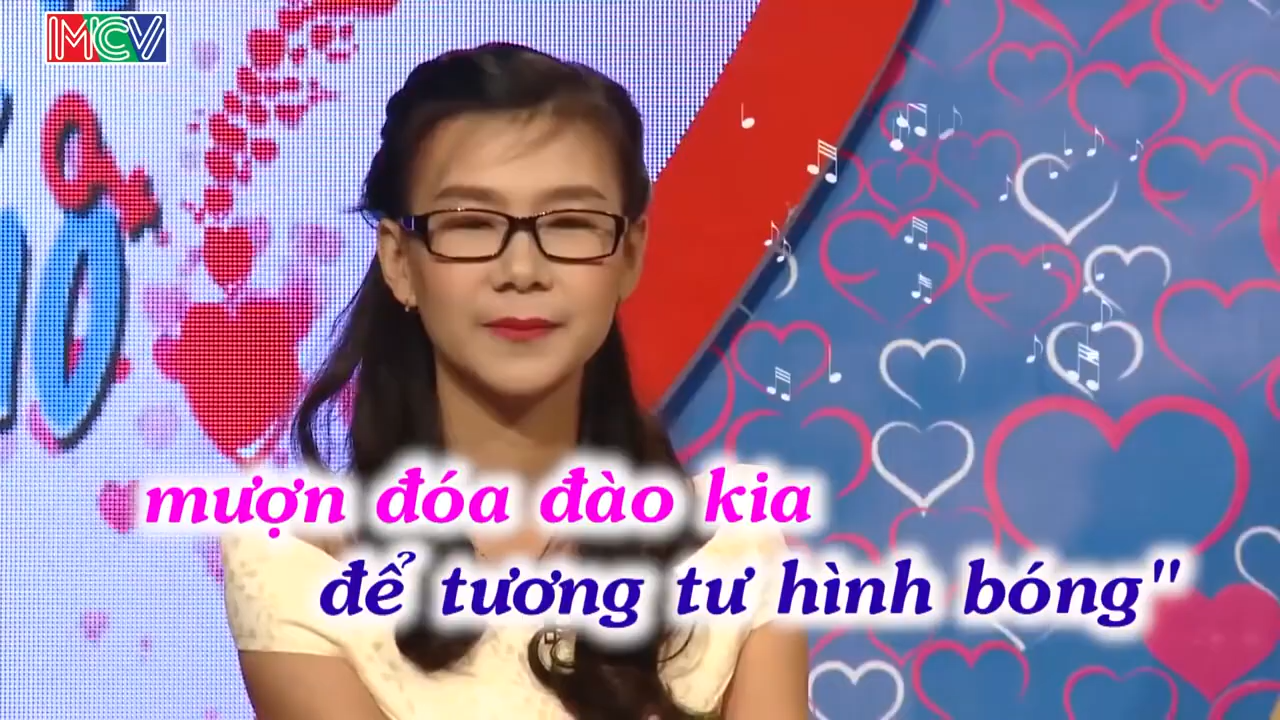 MCV
mượn đóa đào kia
để tương tư hình bóng"